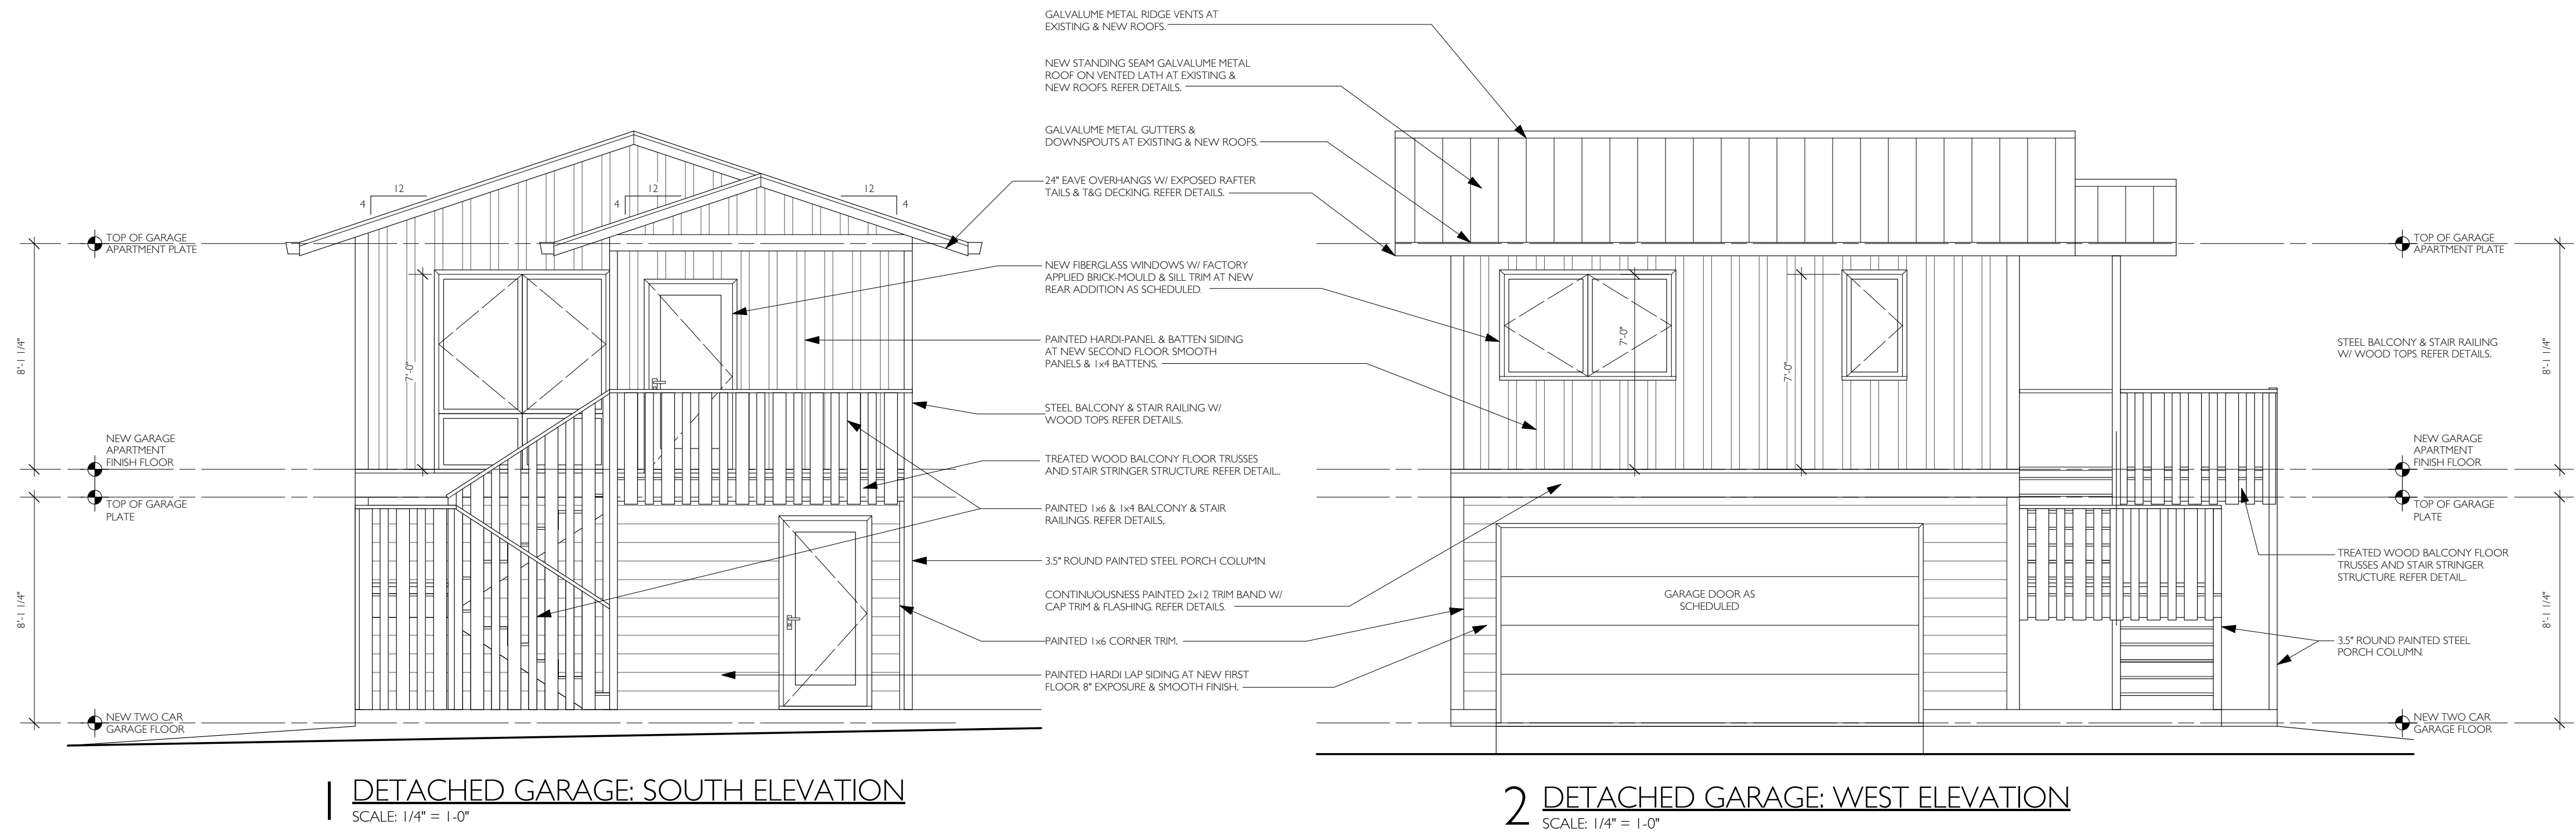 GALVALUME METAL RIDGE VENTS AT
EXISTING & NEW ROOFS.
NEW STANDING SEAM GALVALUME METAL
ROOF ON VENTED LATH AT EXISTING &
NEW ROOFS. REFER DETAILS.
GALVALUME METAL GUTTERS &
DOWNSPOUTS AT EXISTING & NEW ROOFS.
24" EAVE OVERHANGS W/ EXPOSED RAFTER
TAILS & T&G DECKING. REFER DETAILS.
NEW FIBERGLASS WINDOWS W/ FACTORY
APPLIED BRICK-MOULD & SILL TRIM AT NEW
REAR ADDITION AS SCHEDULED.
PAINTED HARDI-PANEL & BATTEN SIDING
AT NEW SECOND FLOOR. SMOOTH
PANELS & 1x4 BATTENS.
STEEL BALCONY & STAIR RAILING W/
WOOD TOPS. REFER DETAILS.
TREATED WOOD BALCONY FLOOR TRUSSES
AND STAIR STRINGER STRUCTURE. REFER DETAIL..
PAINTED 1x6 & 1x4 BALCONY & STAIR
RAILINGS. REFER DETAILS,.
3.5" ROUND PAINTED STEEL PORCH COLUMN.
CONTINUOUSNESS PAINTED 2x12 TRIM BAND W/
CAP TRIM & FLASHING. REFER DETAILS.
PAINTED 1x6 CORNER TRIM.
PAINTED HARDI LAP SIDING AT NEW FIRST
FLOOR. 8" EXPOSURE & SMOOTH FINISH.
12
4
12
4
12
4
TOP OF GARAGE
APARTMENT PLATE
8'-1 1/4"
7'-0"
NEW GARAGE
APARTMENT
FINISH FLOOR
TOP OF GARAGE
PLATE
8'-1 1/4"
NEW TWO CAR
GARAGE FLOOR
1 DETACHED GARAGE: SOUTH ELEVATION
SCALE: 1/4" = 1-0"
7'-0"
7'-0"
GARAGE DOOR AS
SCHEDULED
TOP OF GARAGE
APARTMENT PLATE
STEEL BALCONY & STAIR RAILING
W/ WOOD TOPS. REFER DETAILS.
8'-1 1/4"
NEW GARAGE
APARTMENT
FINISH FLOOR
TOP OF GARAGE
PLATE
TREATED WOOD BALCONY FLOOR
TRUSSES AND STAIR STRINGER
STRUCTURE. REFER DETAIL..
8'-1 1/4"
3.5" ROUND PAINTED STEEL
PORCH COLUMN.
NEW TWO CAR
GARAGE FLOOR
2 DETACHED GARAGE: WEST ELEVATION
SCALE: 1/4" = 1-0"